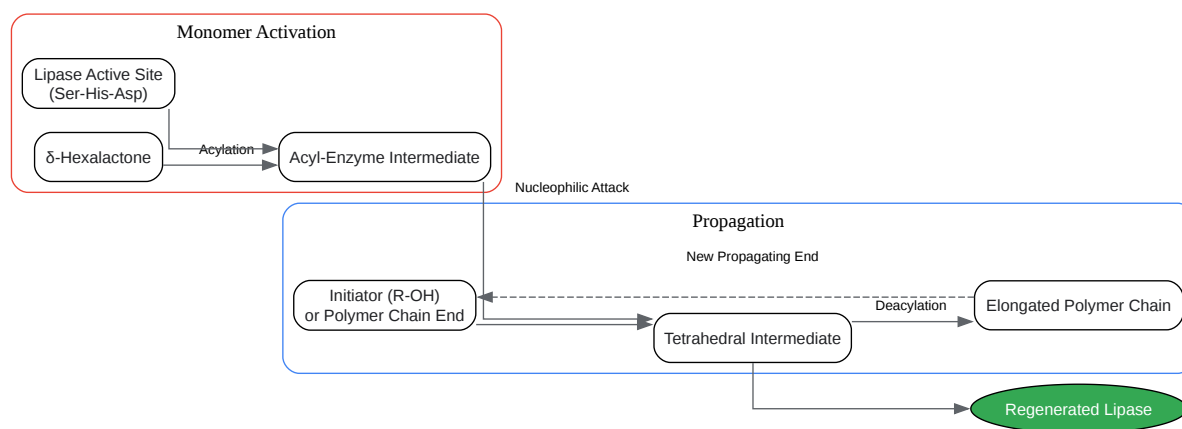 Monomer Activation
Lipase Active Site
(Ser-His-Asp)
δ-Hexalactone
Acylation
Acyl-Enzyme Intermediate
Nucleophilic Attack
Propagation
New Propagating End
Initiator (R-OH)
or Polymer Chain End
Tetrahedral Intermediate
Deacylation
Elongated Polymer Chain
Regenerated Lipase